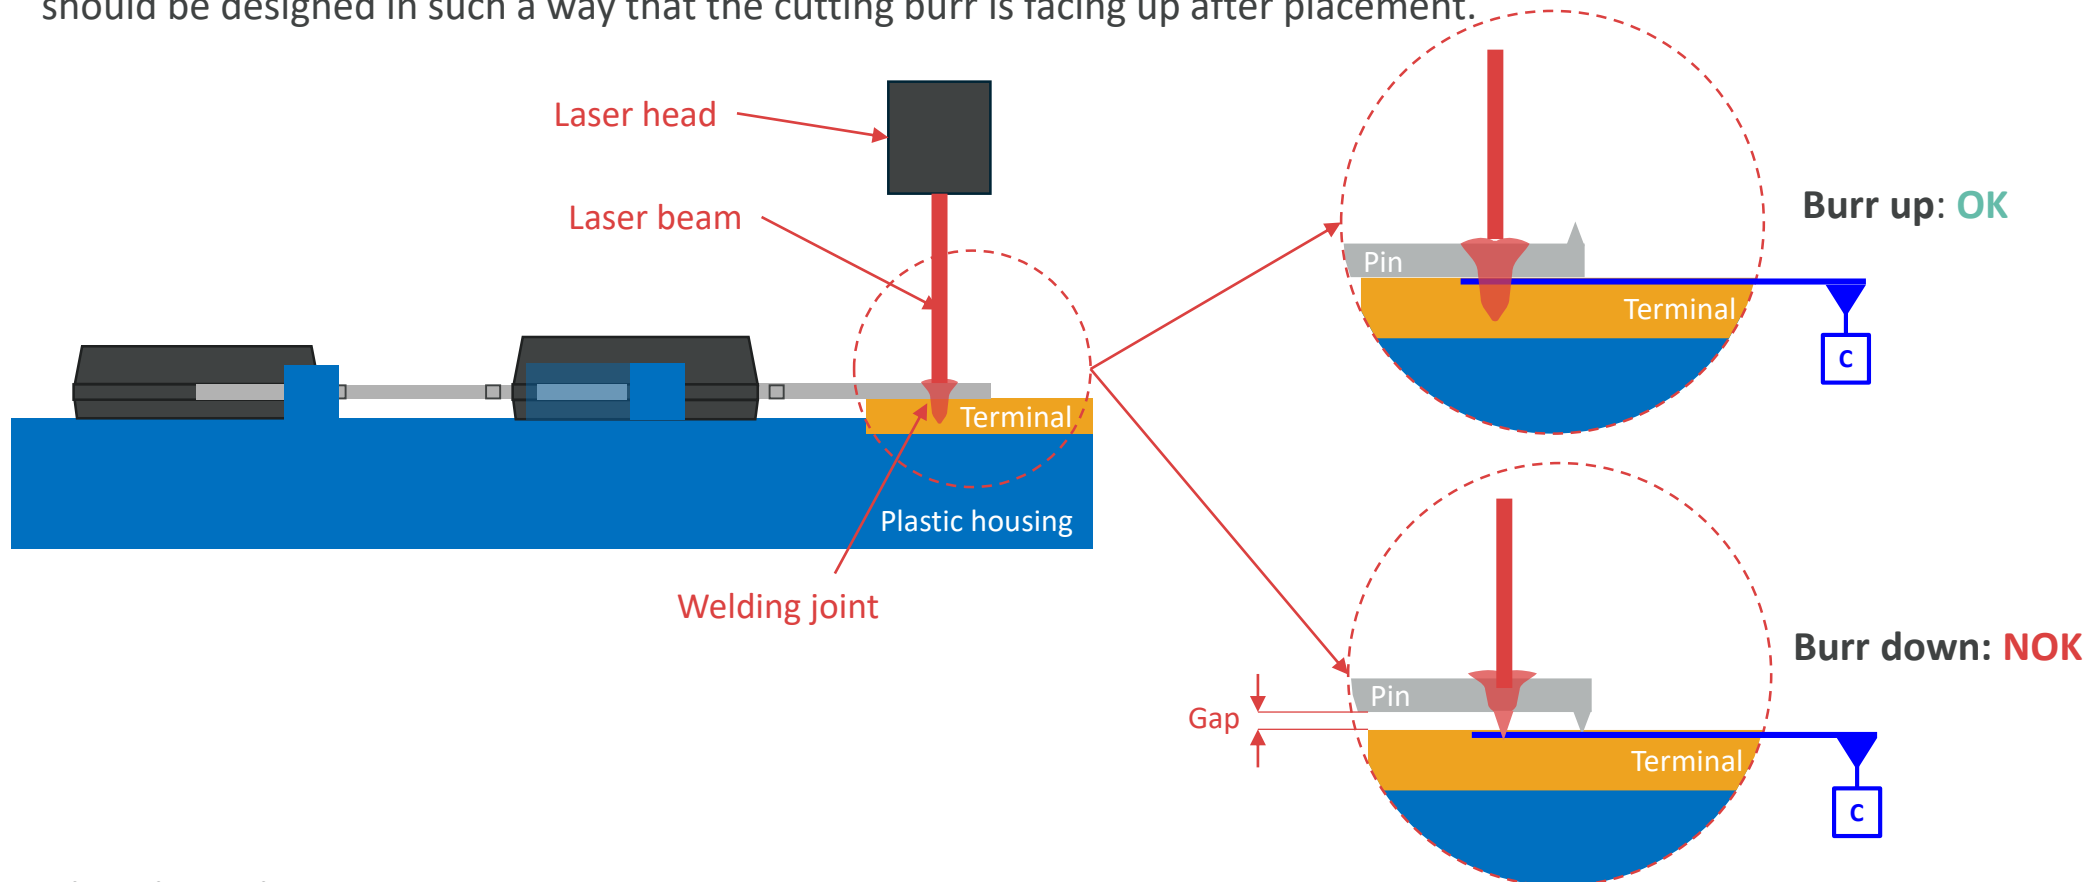 should be designed in such a way that the cutting burr is facing up after placement.
Laser head
Laser beam
Terminal
Plastic housing
Welding joint
Pin
Terminal
C
Burr up: OK
Gap
Pin
Terminal
C
Burr down: NOK